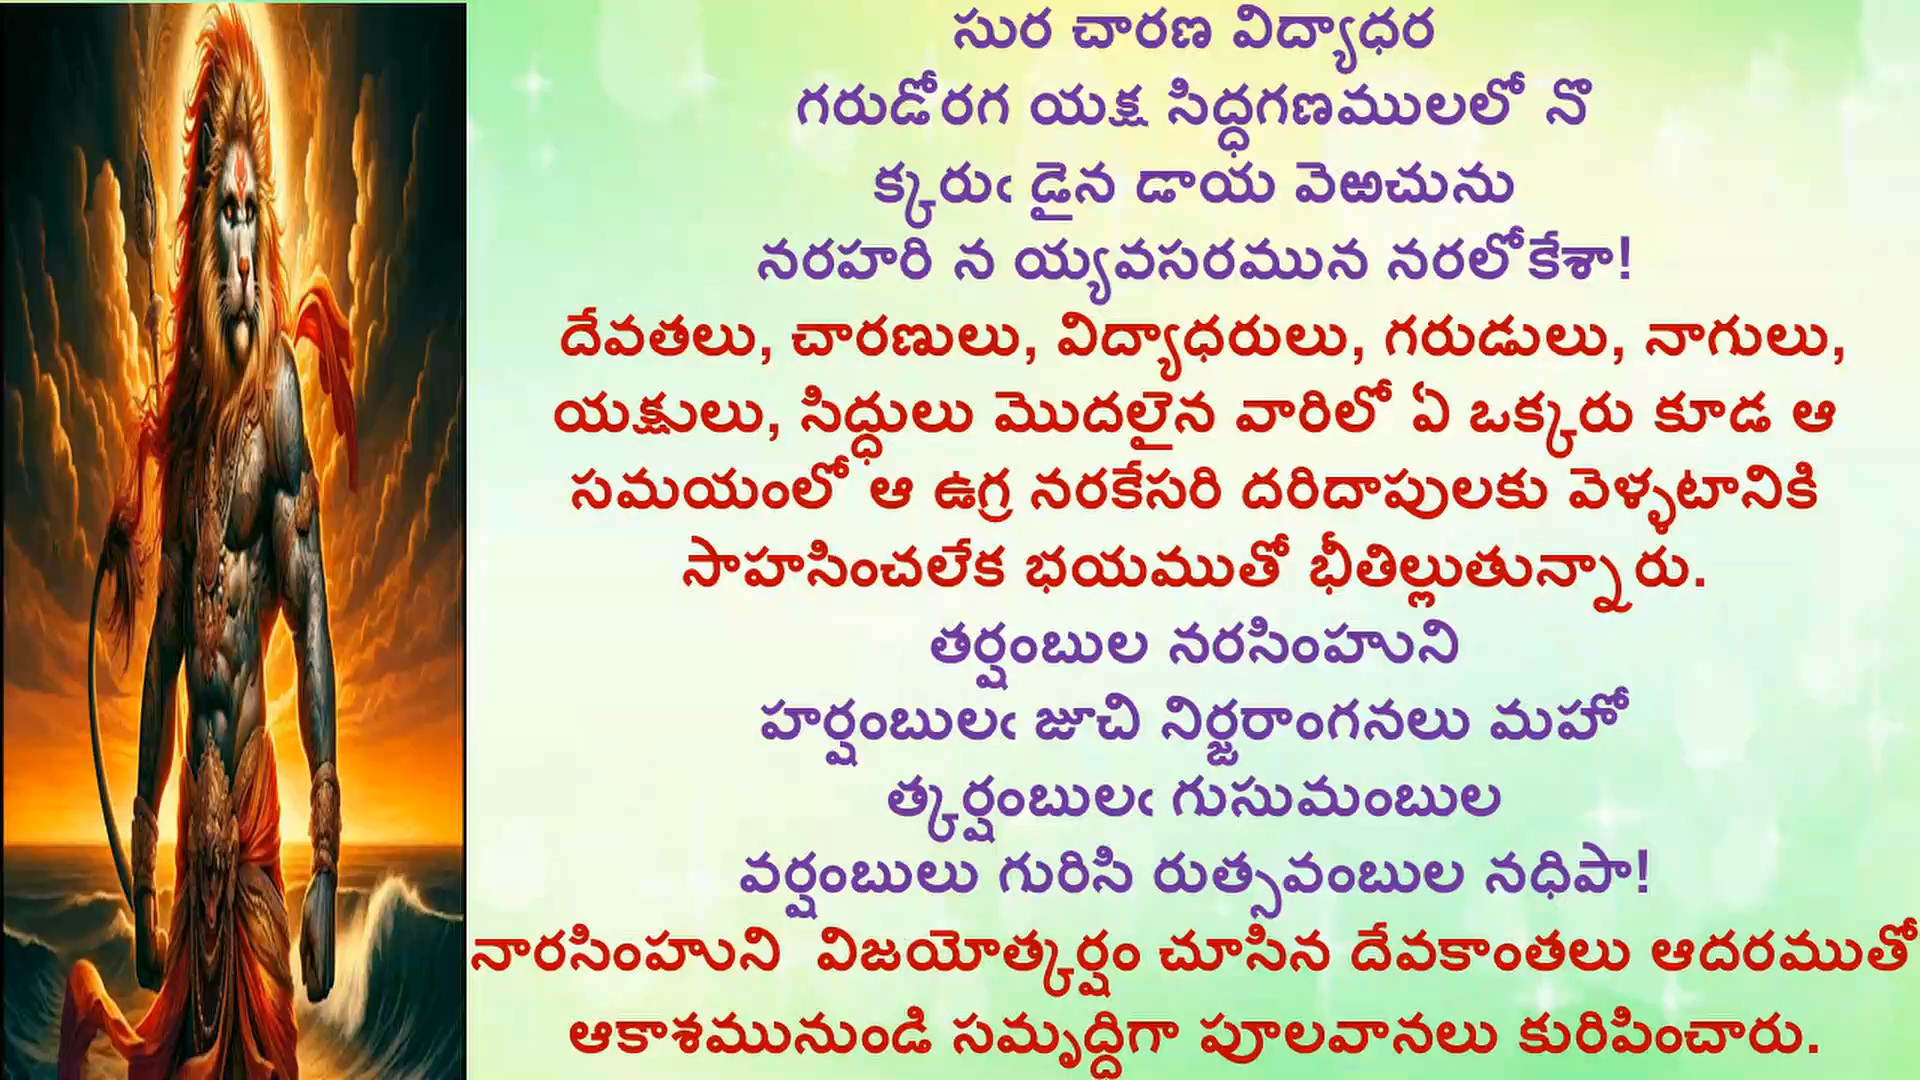 సుర చారణ విద్యాధర
గరుడోరగ యక్ష సిద్ధగణములలో నొ
క్కరుఁ డైన డాయ వెఱచును
నరహరి న య్యవసరమున నరలోకేశా!
దేవతలు, చారణులు, విద్యాధరులు, గరుడులు, నాగులు,
యక్షులు, సిద్ధులు మొదలైన వారిలో ఏ ఒక్కరు కూడ ఆ
సమయంలో ఆ ఉగ్ర నరకేసరి దరిదాపులకు వెళ్ళటానికి
సాహసించలేక భయముతో భీతిల్లుతున్నారు.
తర్షంబుల నరసింహుని
హర్షంబులఁ జూచి నిర్జరాంగనలు మహో
త్కర్షంబులఁ గుసుమంబుల
వర్షంబులు గురిసి రుత్సవంబుల నధిపా!
నారసింహుని విజయోత్కర్షం చూసిన దేవకాంతలు ఆదరముతో
ఆకాశమునుండి సమృద్దిగా పూలవానలు కురిపించారు.